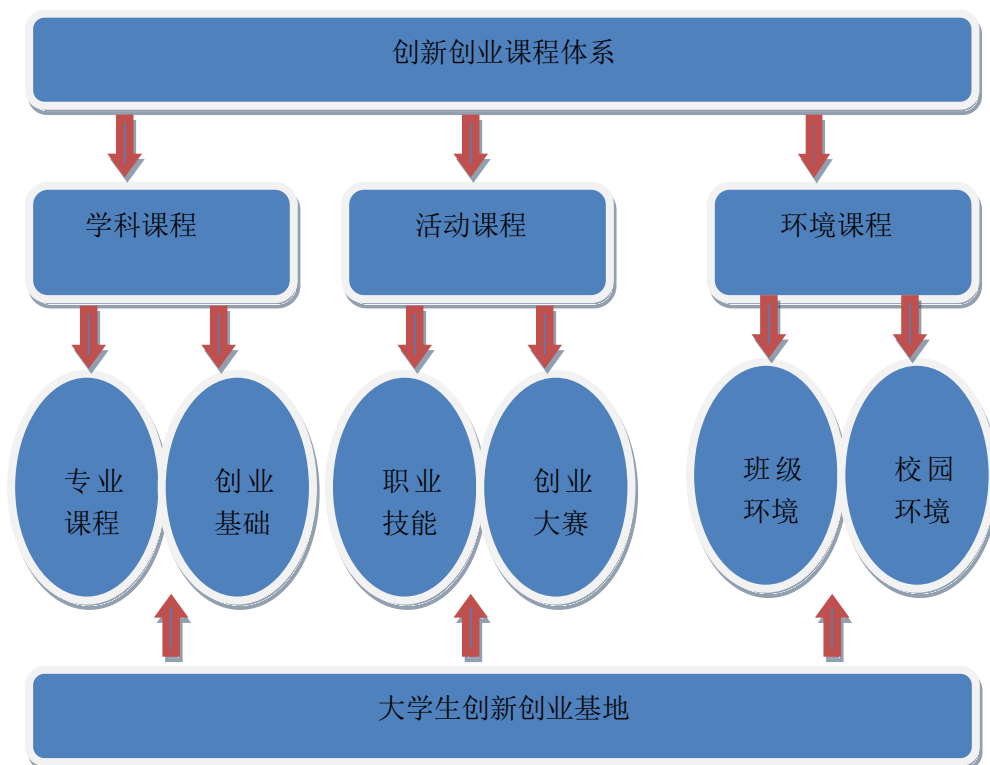 创新创业课程体系
学科课程
活动课程
环境课程
专业
课程
创业
基础
职业
技能
创业
大赛
班级
环境
校园
环境
大学生创新创业基地